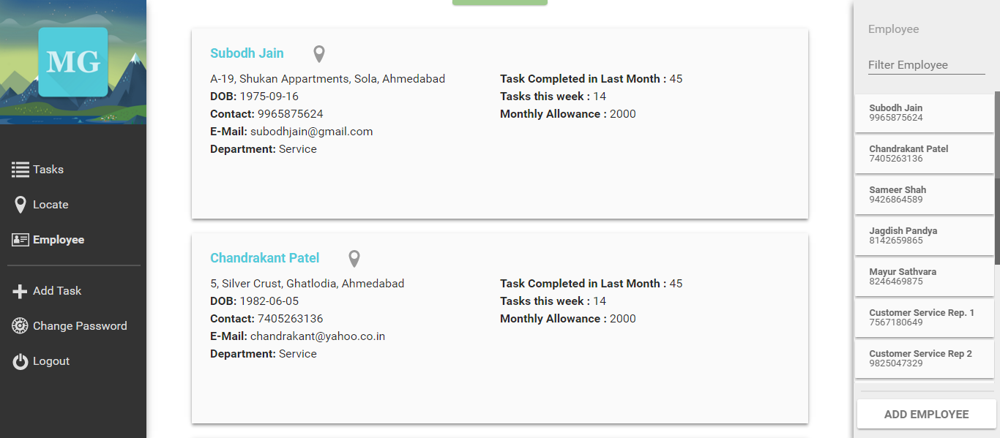 MG
Tasks
Locate
Employee
Add Task
Change Password
Logout
Subodh Jain
A-19, Shukan Appartments, Sola, Ahmedabad
DOB: 1975-09-16
Contact: 9965875624
E-Mail: subodhjain@gmail.com
Department: Service
Task Completed in Last Month : 45
Tasks this week : 14
Monthly Allowance : 2000
Chandrakant Patel
5, Silver Crust, Ghatlodia, Ahmedabad
DOB: 1982-06-05
Contact: 7405263136
E-Mail: chandrakant@yahoo.co.in
Department: Service
Task Completed in Last Month : 45
Tasks this week : 14
Monthly Allowance : 2000
Employee
Filter Employee
Subodh Jain
9965875624
Chandrakant Patel
7405263136
Sameer Shah
9426864589
Jagdish Pandya
8142659865
Mayur Sathvara
8246469875
Customer Service Rep. 1
7567180649
Customer Service Rep 2
9825047329
ADD EMPLOYEE